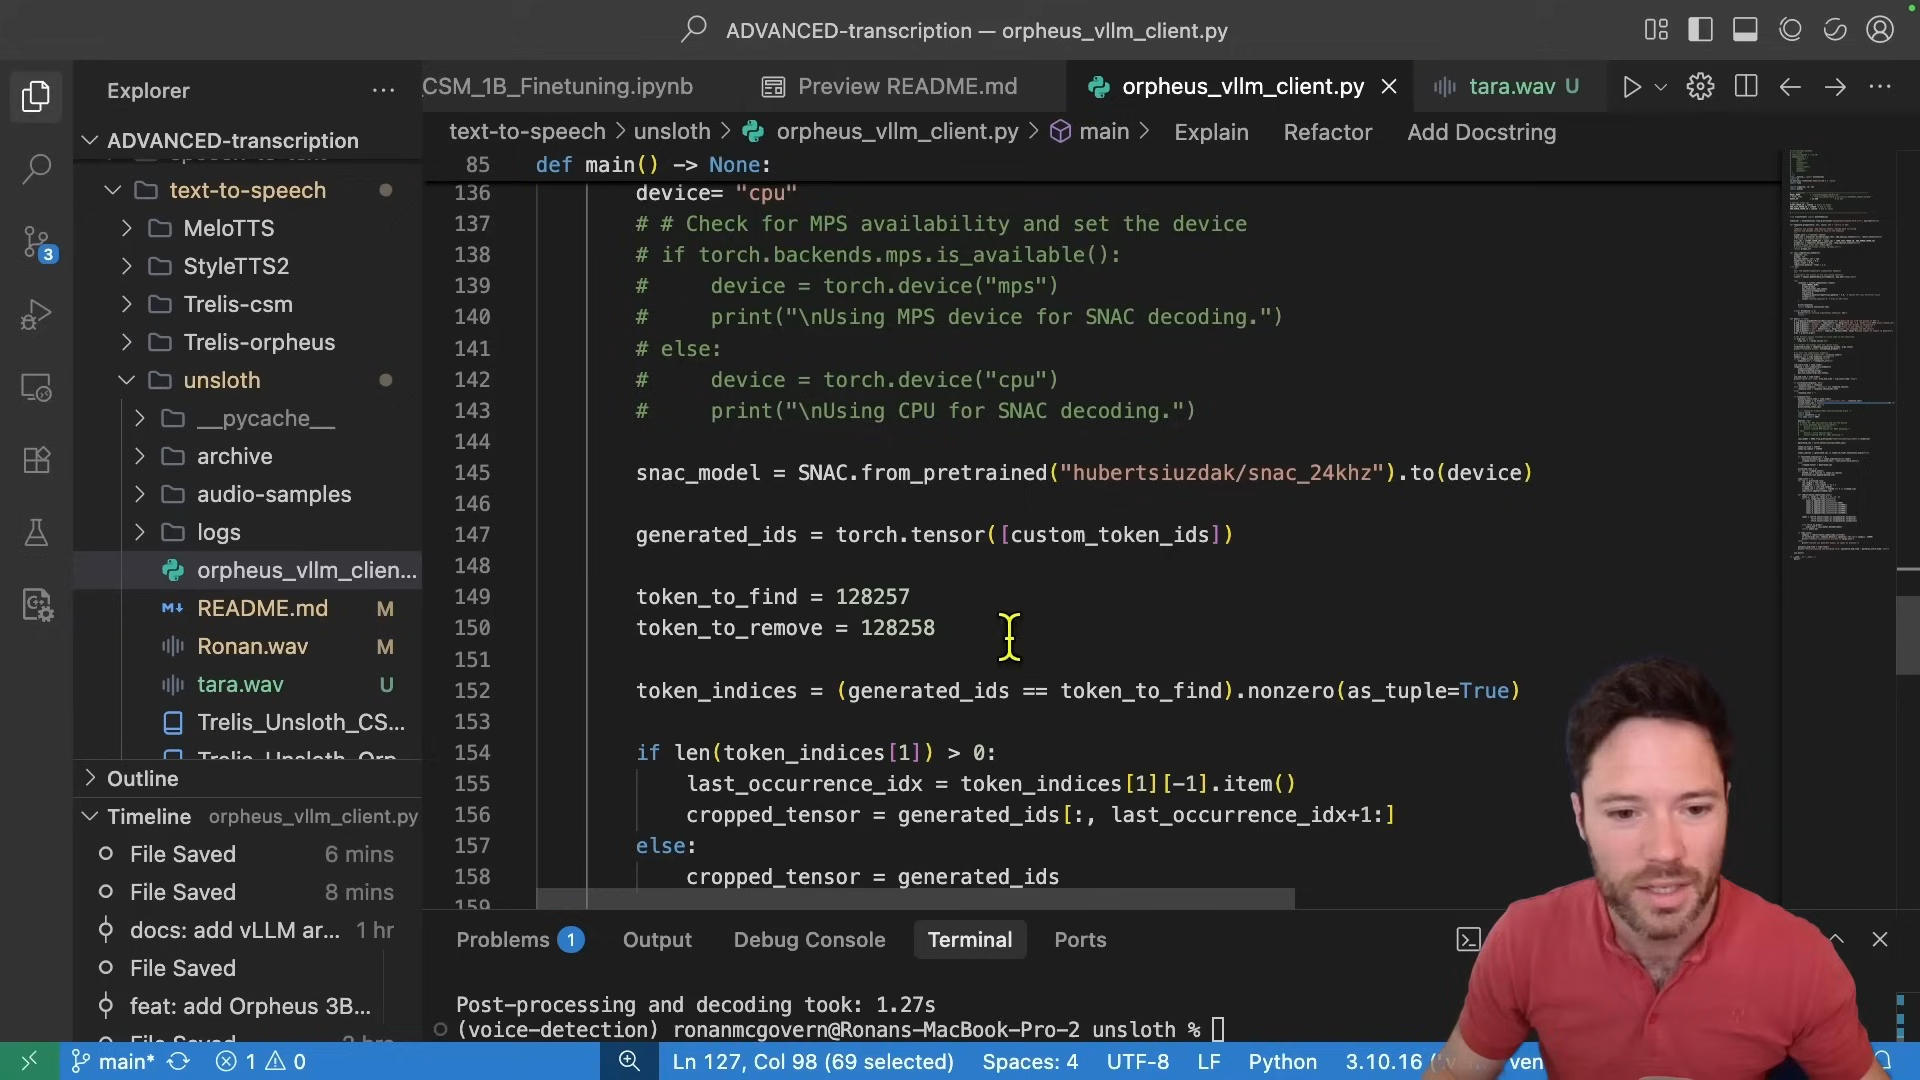 ADVANCED-transcription — orpheus_vllm_client.py
Explorer
CSM_1B_Finetuning.ipynb
Preview README.md
orpheus_vllm_client.py
tara.wav U
ADVANCED-transcription
text-to-speech > unsloth > orpheus_vllm_client.py > main > Explain Refactor Add Docstring
85 def main() -> None:
text-to-speech
MeloTTS
StyleTTS2
Trelis-csm
Trelis-orpheus
unsloth
__pycache__
archive
audio-samples
logs
orpheus_vllm_clien...
README.md M
Ronan.wav M
tara.wav U
Trelis_Unsloth_CS...
136 device= "cpu"
137 # # Check for MPS availability and set the device
138 # if torch.backends.mps.is_available():
139 #     device = torch.device("mps")
140 #     print("\nUsing MPS device for SNAC decoding.")
141 # else:
142 #     device = torch.device("cpu")
143 #     print("\nUsing CPU for SNAC decoding.")
144
145 snac_model = SNAC.from_pretrained("hubertsiuzdak/snac_24khz").to(device)
146
147 generated_ids = torch.tensor([custom_token_ids])
148
149 token_to_find = 128257
150 token_to_remove = 128258
151
152 token_indices = (generated_ids == token_to_find).nonzero(as_tuple=True)
153
154 if len(token_indices[1]) > 0:
155     last_occurrence_idx = token_indices[1][-1].item()
156     cropped_tensor = generated_ids[:, last_occurrence_idx+1:]
157 else:
158     cropped_tensor = generated_ids
159
Outline
Timeline orpheus_vllm_client.py
File Saved 6 mins
File Saved 8 mins
docs: add vLLM ar... 1 hr
File Saved
feat: add Orpheus 3B...
Problems 1 Output Debug Console Terminal Ports
Post-processing and decoding took: 1.27s
(voice-detection) ronanmcgovern@Ronans-MacBook-Pro-2 unsloth %
3
main* 1 0 Ln 127, Col 98 (69 selected) Spaces: 4 UTF-8 LF Python 3.10.16